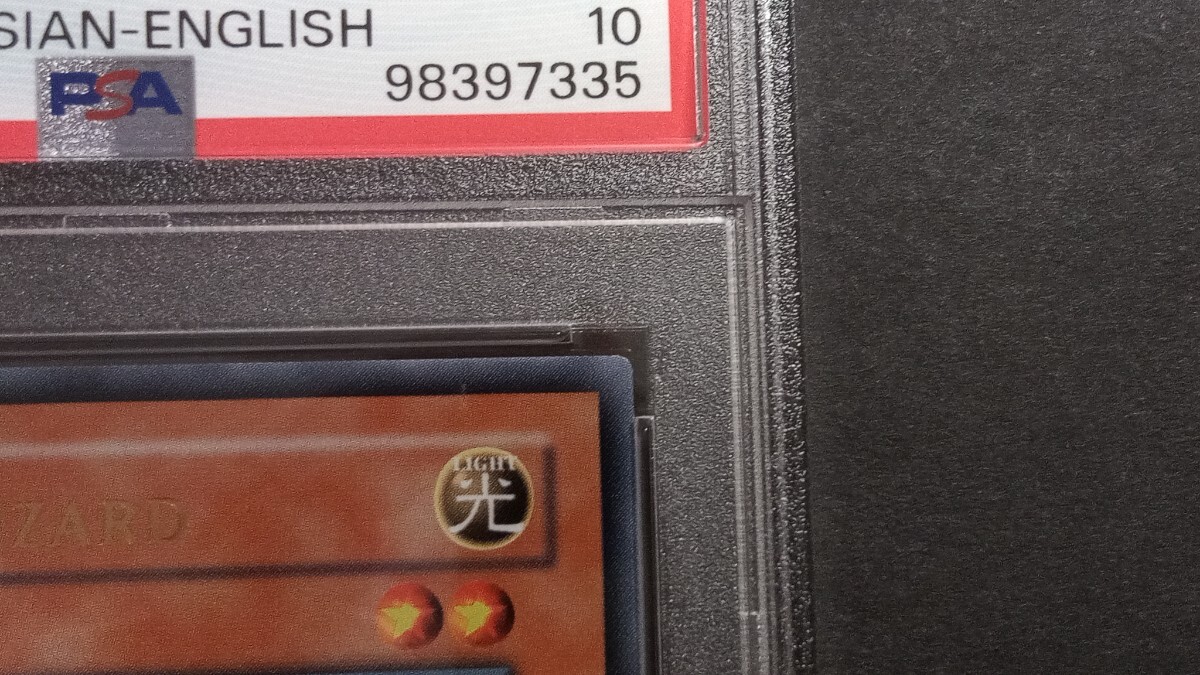 SIAN-ENGLISH 10
PSA 98397335
LIGHT
光
ZARD